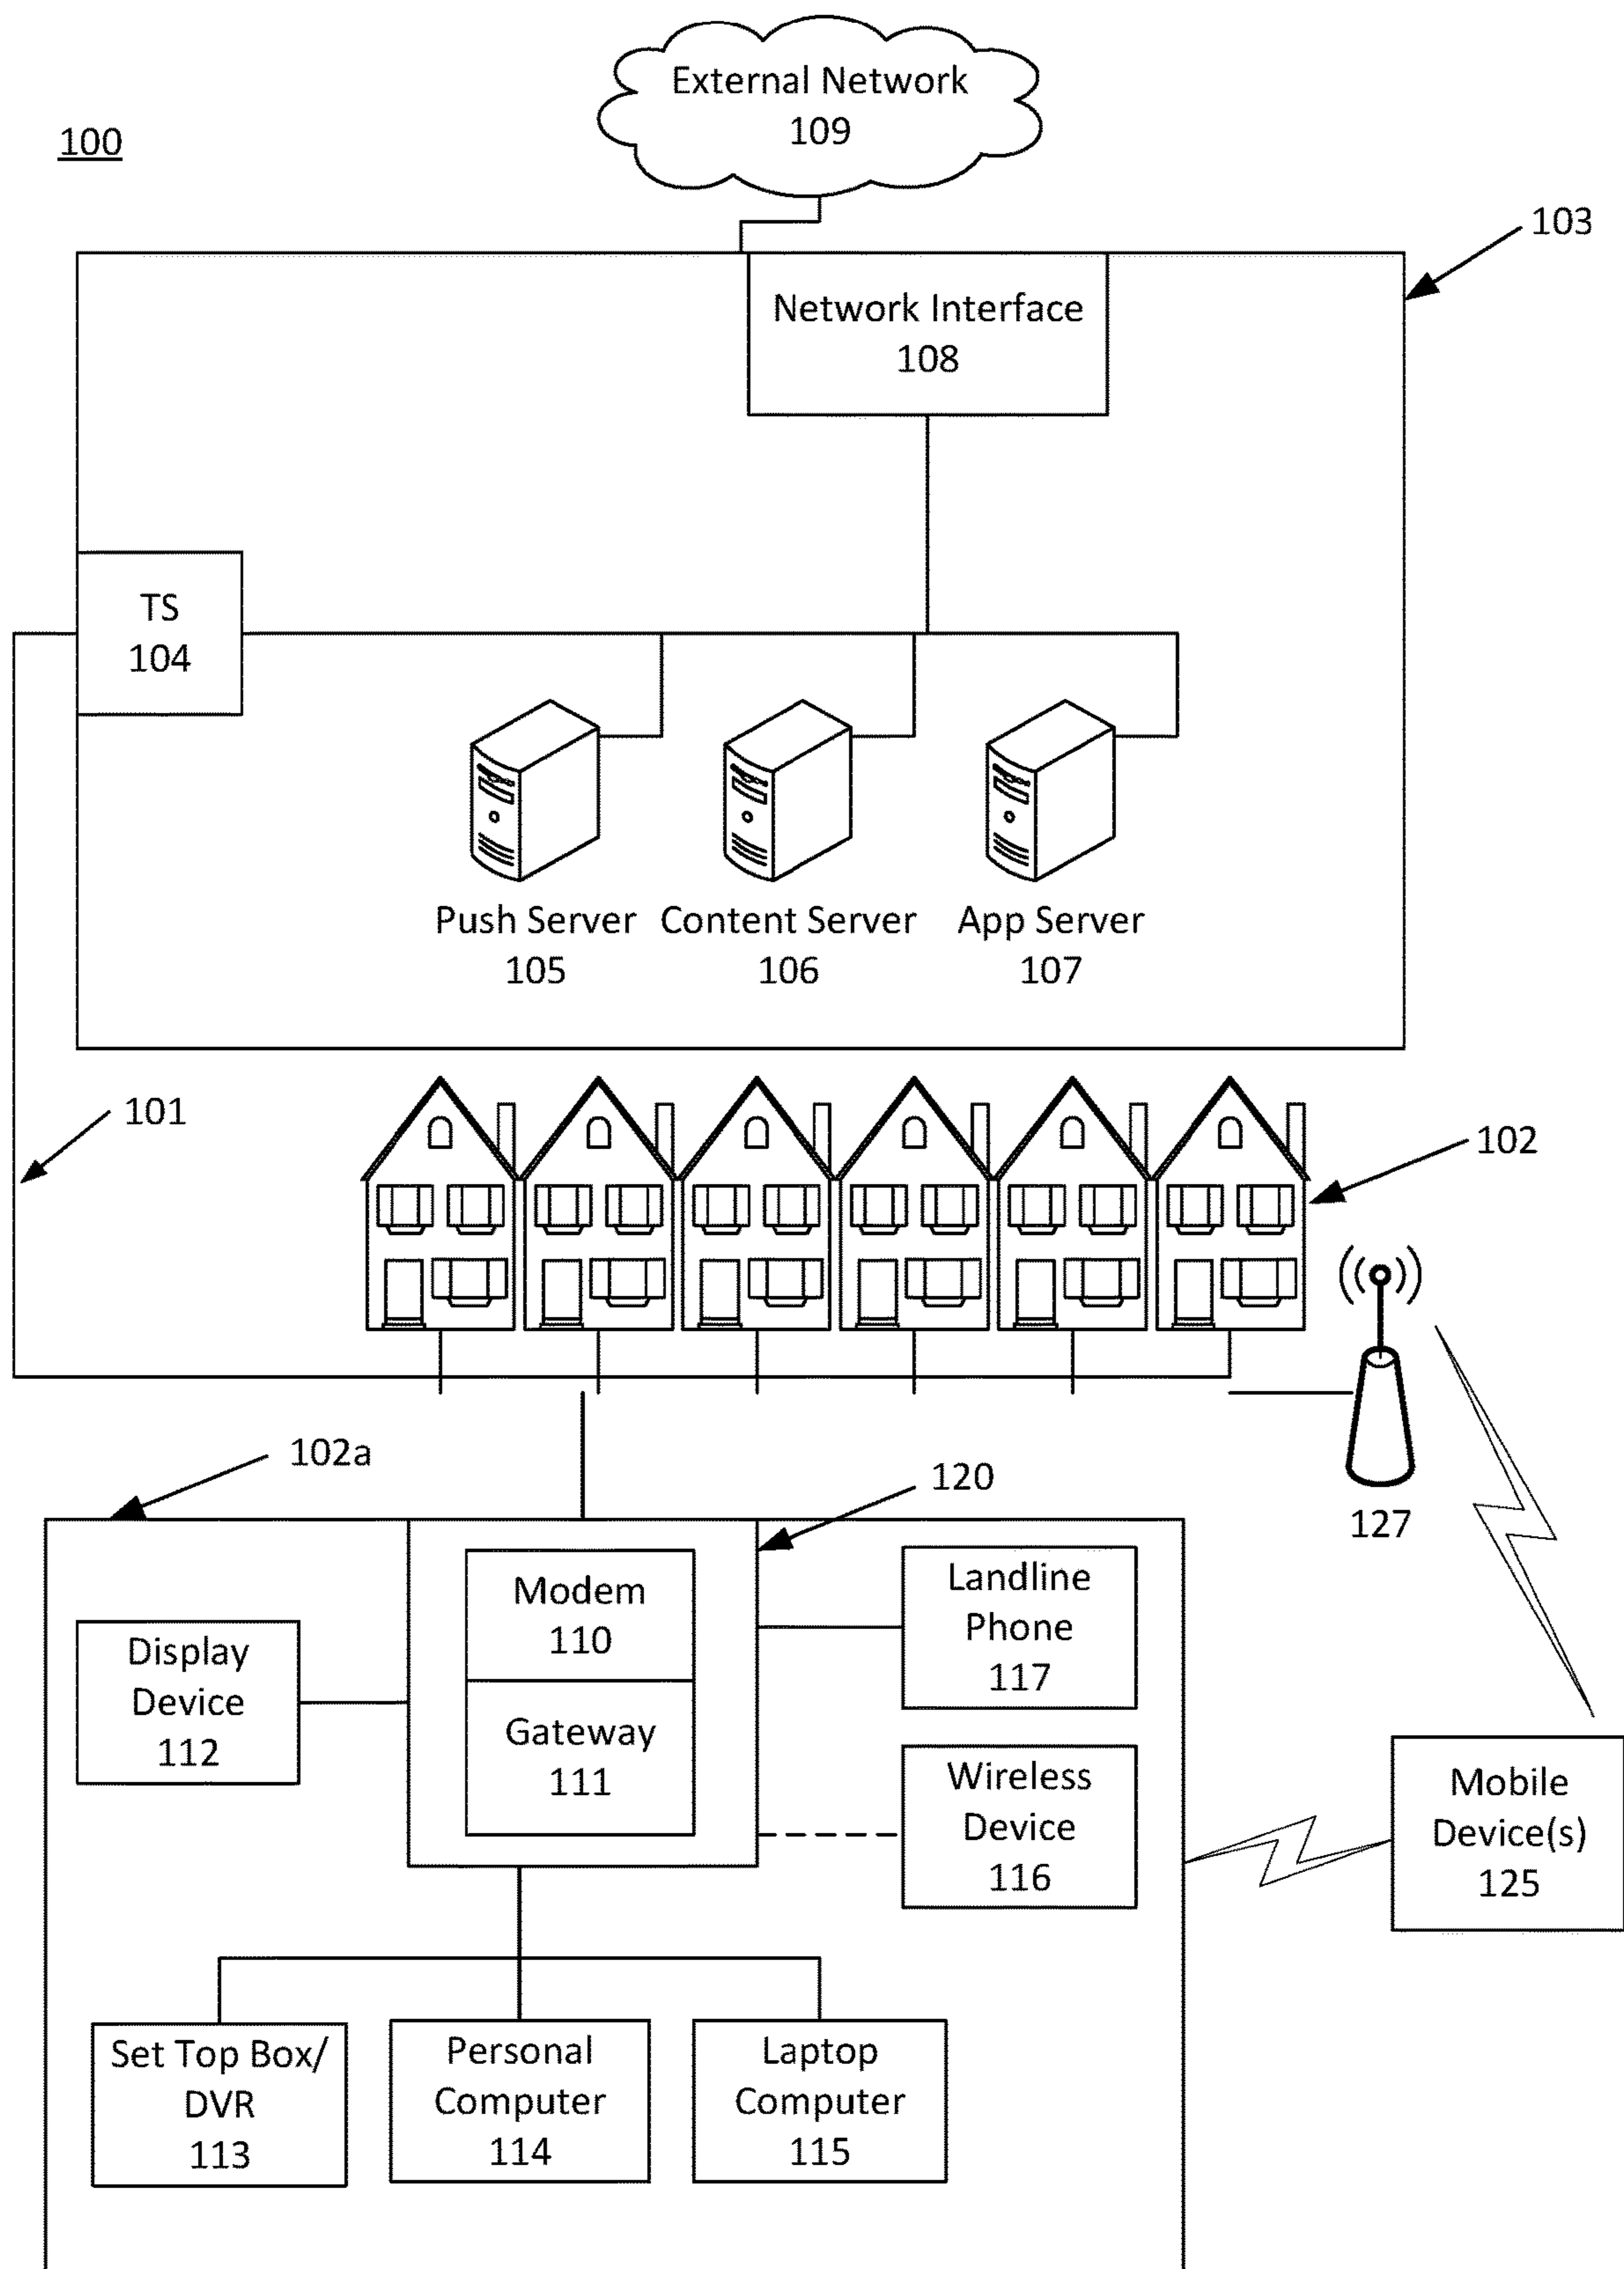 External Network
109
100
103
Network Interface
108
TS
104
Push Server
105
Content Server
106
App Server
107
101
102
127
102a
120
Modem
110
Gateway
111
Landline
Phone
117
Display
Device
112
Wireless
Device
116
Mobile
Device(s)
125
Set Top Box/
DVR
113
Personal
Computer
114
Laptop
Computer
115